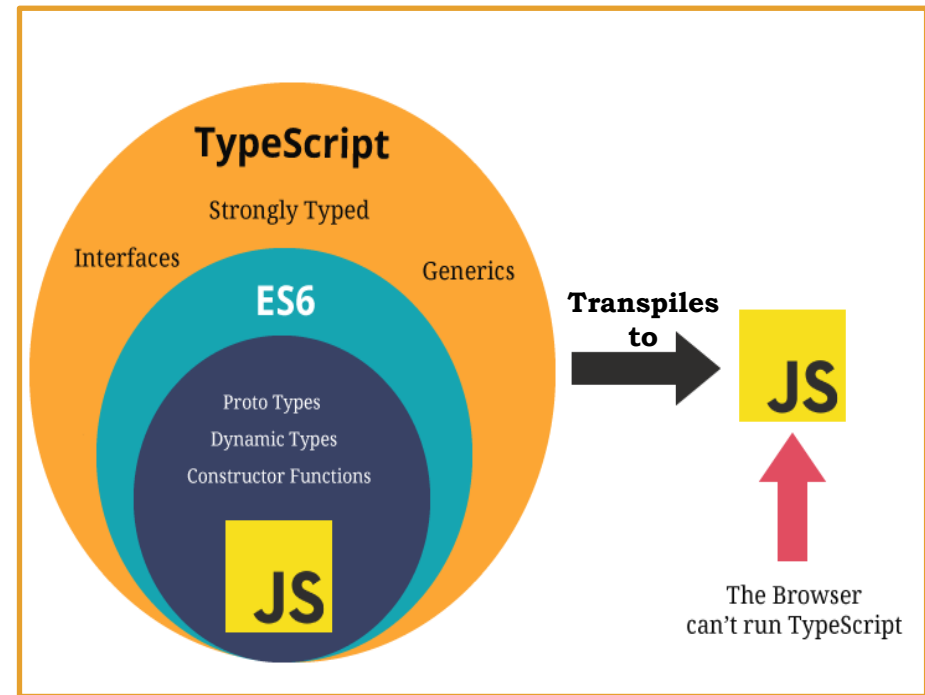 TypeScript
Strongly Typed
Interfaces
Generics
ES6
Proto Types
Dynamic Types
Constructor Functions
JS
Transpiles
to
JS
The Browser
can't run TypeScript